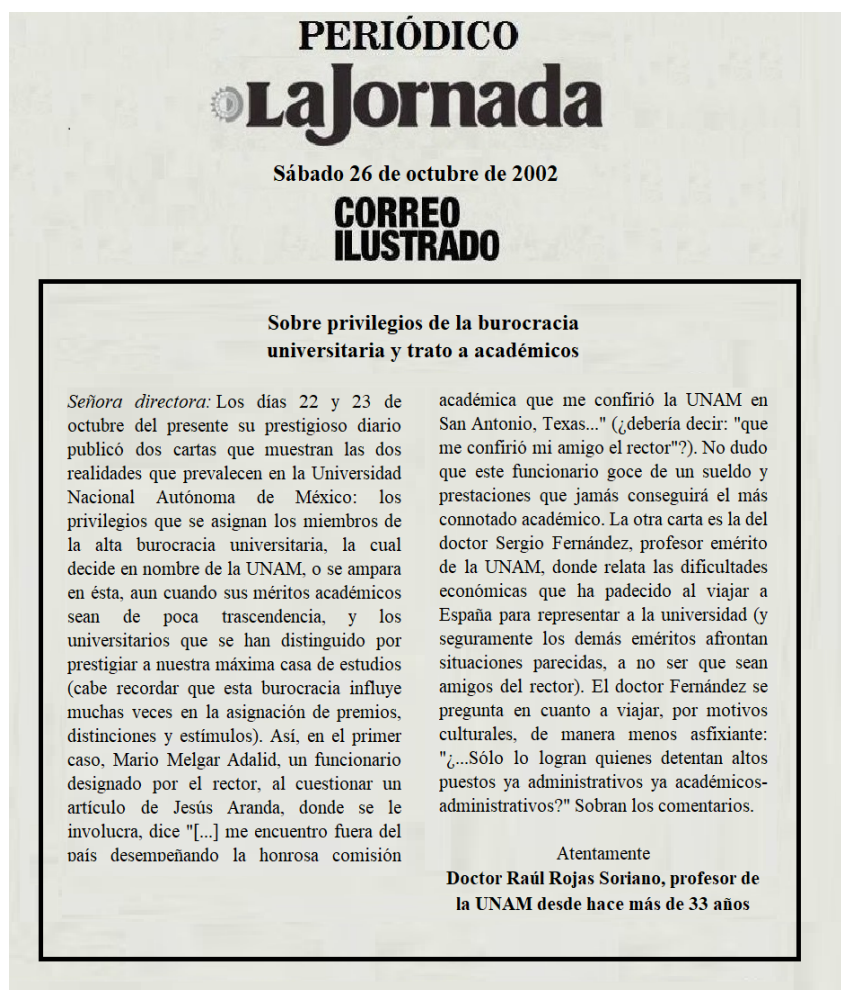 PERIÓDICO
LaJornada
Sábado 26 de octubre de 2002
CORREO
ILUSTRADO
Sobre privilegios de la burocracia
universitaria y trato a académicos
Señora directora: Los días 22 y 23 de
octubre del presente su prestigioso diario
publicó dos cartas que muestran las dos
realidades que prevalecen en la Universidad
Nacional Autónoma de México: los
privilegios que se asignan los miembros de
la alta burocracia universitaria, la cual
decide en nombre de la UNAM, o se ampara
en ésta, aun cuando sus méritos académicos
sean de poca trascendencia, y los
universitarios que se han distinguido por
prestigiar a nuestra máxima casa de estudios
(cabe recordar que esta burocracia influye
muchas veces en la asignación de premios,
distinciones y estímulos). Así, en el primer
caso, Mario Melgar Adalid, un funcionario
designado por el rector, al cuestionar un
artículo de Jesús Aranda, donde se le
involucra, dice "[...] me encuentro fuera del
país desempeñando la honrosa comisión
académica que me confirió la UNAM en
San Antonio, Texas..." (¿debería decir: "que
me confirió mi amigo el rector"?). No dudo
que este funcionario goce de un sueldo y
prestaciones que jamás conseguirá el más
connotado académico. La otra carta es la del
doctor Sergio Fernández, profesor emérito
de la UNAM, donde relata las dificultades
económicas que ha padecido al viajar a
España para representar a la universidad (y
seguramente los demás eméritos afrontan
situaciones parecidas, a no ser que sean
amigos del rector). El doctor Fernández se
pregunta en cuanto a viajar, por motivos
culturales, de manera menos asfixiante:
"¿...Sólo lo logran quienes detentan altos
puestos ya administrativos ya académicos-
administrativos?" Sobran los comentarios.
Atentamente
Doctor Raúl Rojas Soriano, profesor de
la UNAM desde hace más de 33 años